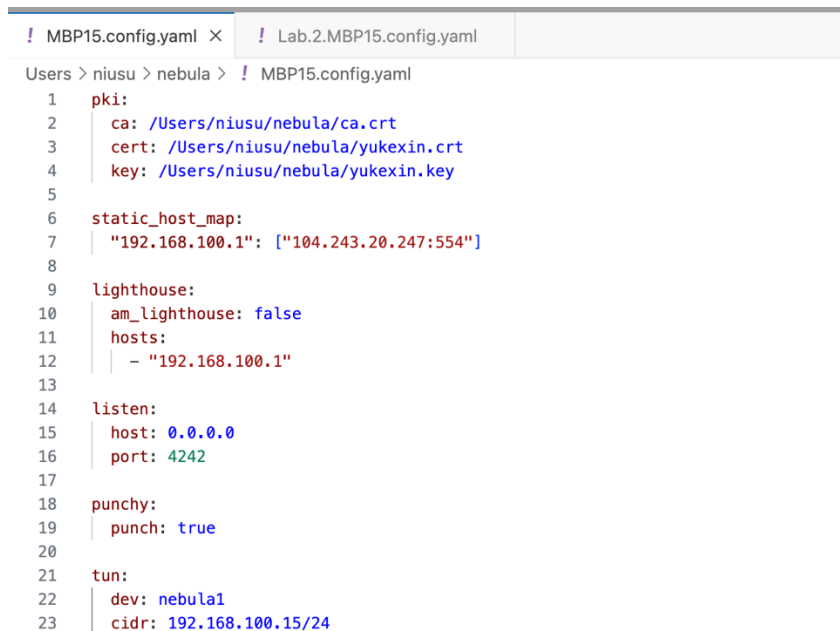 ! MBP15.config.yaml × ! Lab.2.MBP15.config.yaml
Users > niusu > nebula > ! MBP15.config.yaml
1 pki:
2   ca: /Users/niusu/nebula/ca.crt
3   cert: /Users/niusu/nebula/yukexin.crt
4   key: /Users/niusu/nebula/yukexin.key
5
6 static_host_map:
7   "192.168.100.1": ["104.243.20.247:554"]
8
9 lighthouse:
10   am_lighthouse: false
11   hosts:
12     - "192.168.100.1"
13
14 listen:
15   host: 0.0.0.0
16   port: 4242
17
18 punchy:
19   punch: true
20
21 tun:
22   dev: nebula1
23   cidr: 192.168.100.15/24